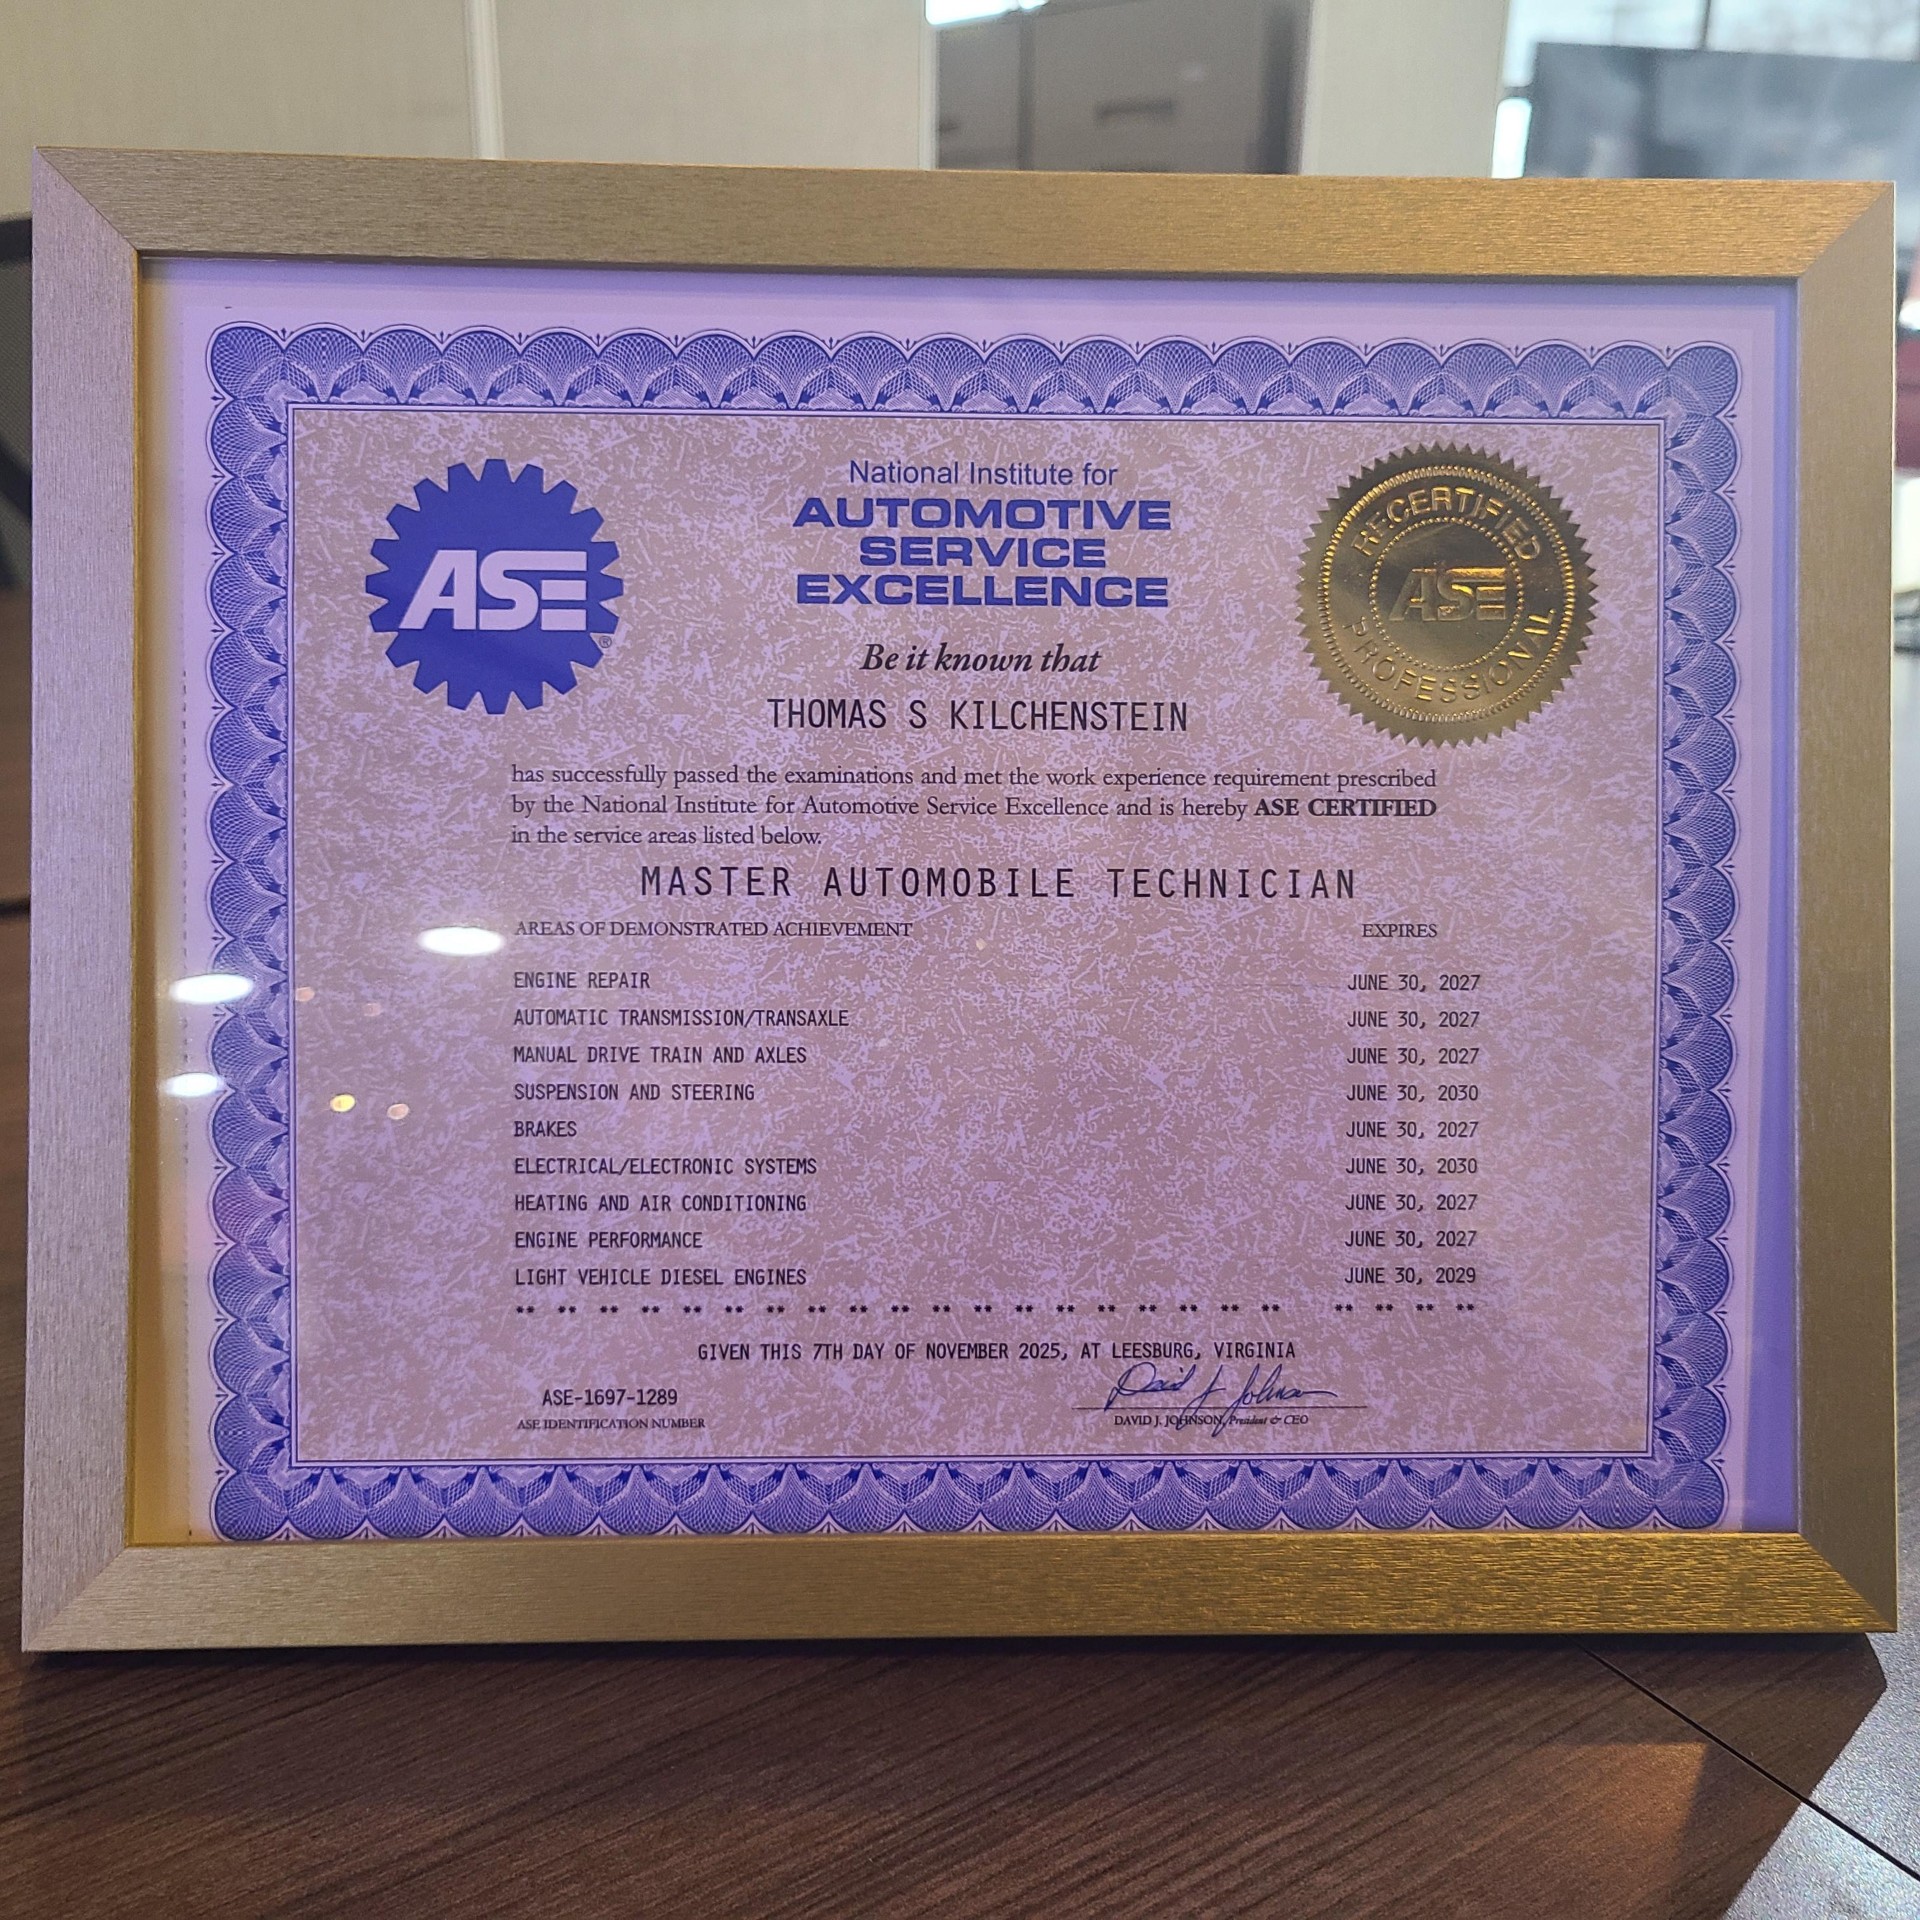 National Institute for
AUTOMOTIVE
SERVICE
EXCELLENCE
ASE
®
RECERTIFIED
ASE
PROFESSIONAL
Be it known that
THOMAS S KILCHENSTEIN
has successfully passed the examinations and met the work experience requirement prescribed
by the National Institute for Automotive Service Excellence and is hereby ASE CERTIFIED
in the service areas listed below.
MASTER AUTOMOBILE TECHNICIAN
AREAS OF DEMONSTRATED ACHIEVEMENT EXPIRES
ENGINE REPAIR JUNE 30, 2027
AUTOMATIC TRANSMISSION/TRANSAXLE JUNE 30, 2027
MANUAL DRIVE TRAIN AND AXLES JUNE 30, 2027
SUSPENSION AND STEERING JUNE 30, 2030
BRAKES JUNE 30, 2027
ELECTRICAL/ELECTRONIC SYSTEMS JUNE 30, 2030
HEATING AND AIR CONDITIONING JUNE 30, 2027
ENGINE PERFORMANCE JUNE 30, 2027
LIGHT VEHICLE DIESEL ENGINES JUNE 30, 2029
** ** ** ** ** ** ** ** ** ** ** ** ** ** ** ** ** ** ** ** ** ** **
GIVEN THIS 7TH DAY OF NOVEMBER 2025, AT LEESBURG, VIRGINIA
David J Johnson
ASE-1697-1289
ASE IDENTIFICATION NUMBER
DAVID J. JOHNSON, President & CEO